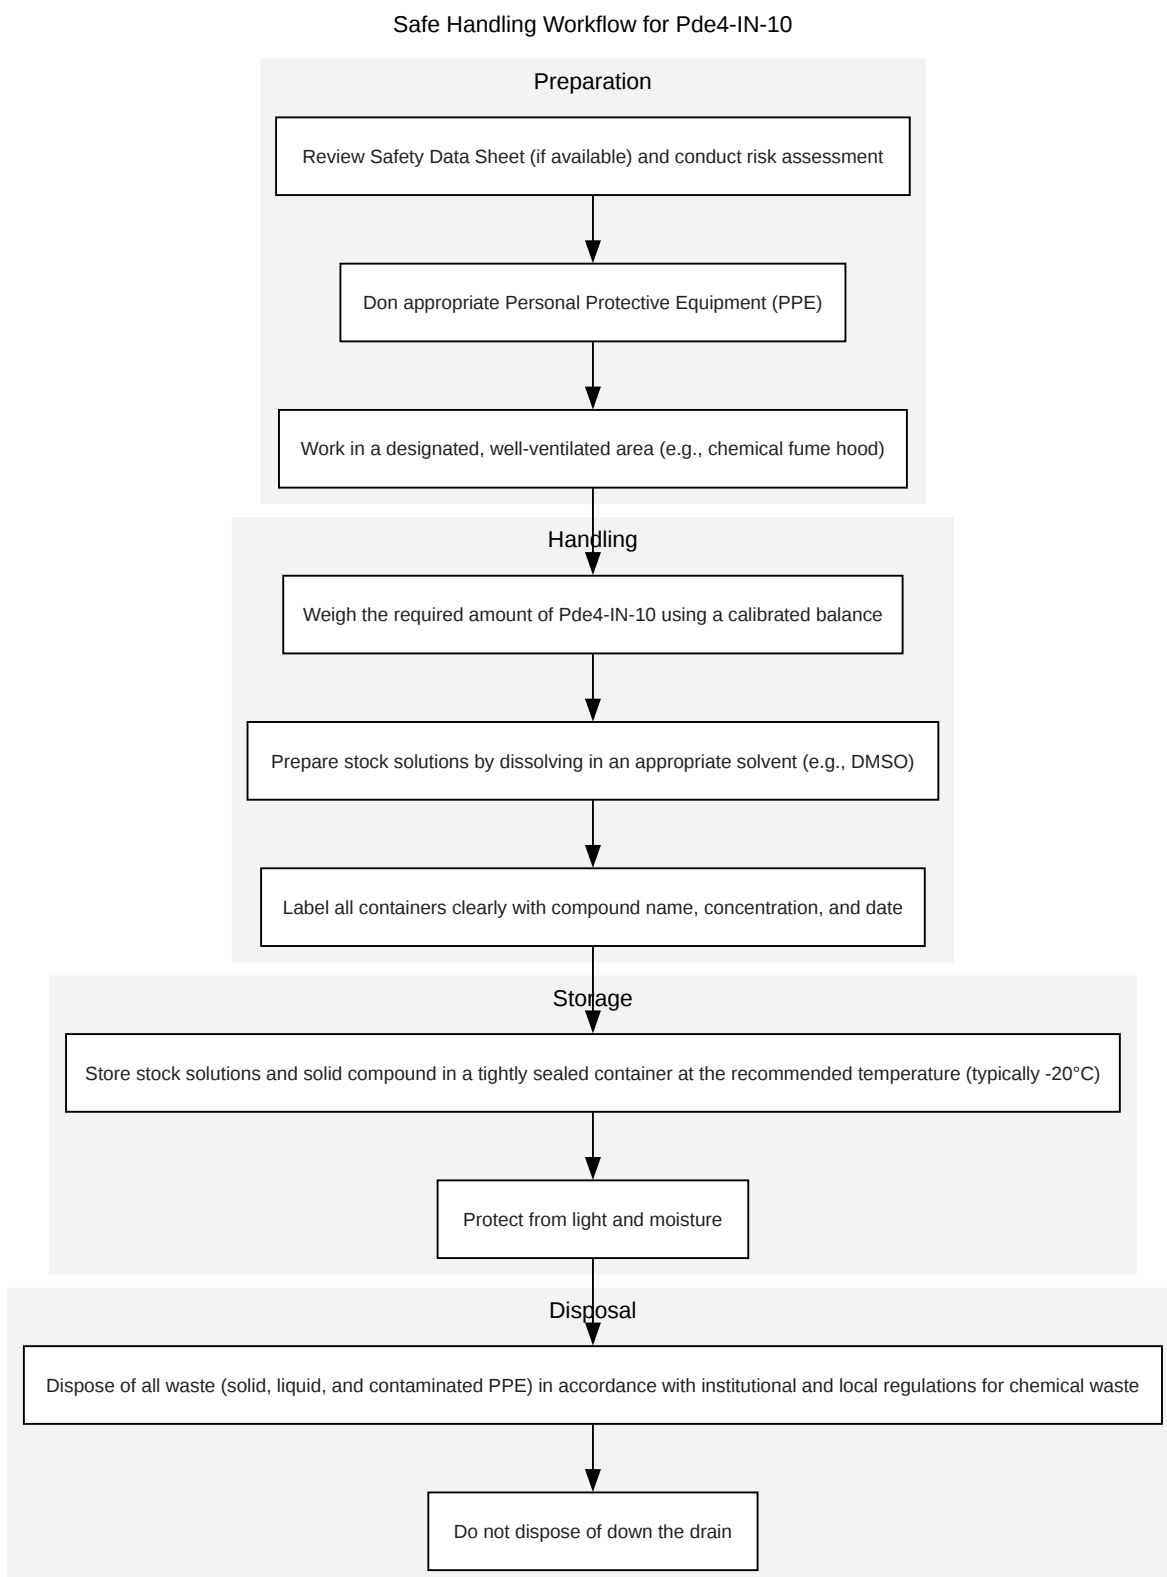 Safe Handling Workflow for Pde4-IN-10
Preparation
Review Safety Data Sheet (if available) and conduct risk assessment
Don appropriate Personal Protective Equipment (PPE)
Work in a designated, well-ventilated area (e.g., chemical fume hood)
Handling
Weigh the required amount of Pde4-IN-10 using a calibrated balance
Prepare stock solutions by dissolving in an appropriate solvent (e.g., DMSO)
Label all containers clearly with compound name, concentration, and date
Storage
Store stock solutions and solid compound in a tightly sealed container at the recommended temperature (typically -20°C)
Protect from light and moisture
Disposal
Dispose of all waste (solid, liquid, and contaminated PPE) in accordance with institutional and local regulations for chemical waste
Do not dispose of down the drain